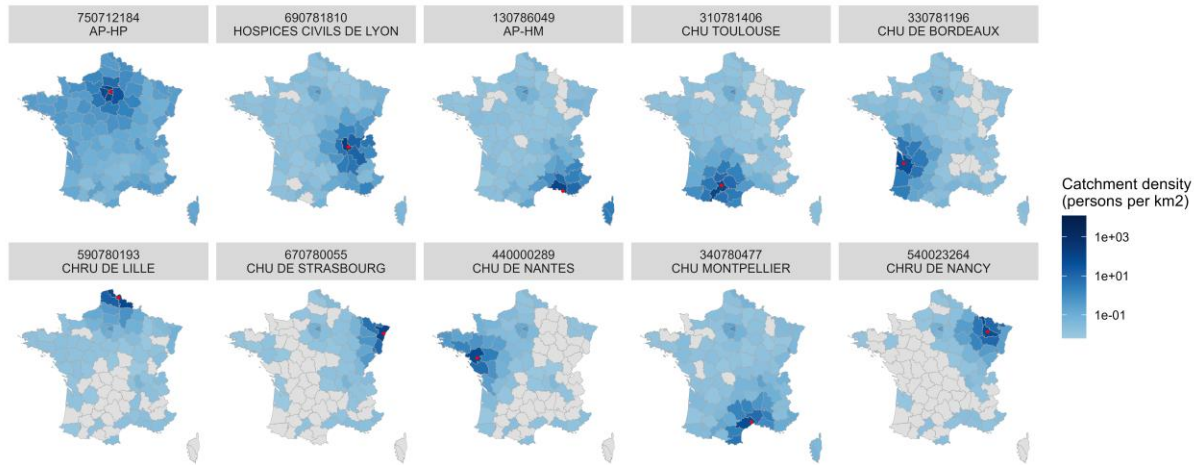 750712184
AP-HP
690781810
HOSPICES CIVILS DE LYON
130786049
AP-HM
310781406
CHU TOULOUSE
330781196
CHU DE BORDEAUX
Catchment density
(persons per km2)
1e+03
1e+01
1e-01
590780193
CHRU DE LILLE
670780055
CHU DE STRASBOURG
440000289
CHU DE NANTES
340780477
CHU MONTPELLIER
540023264
CHRU DE NANCY